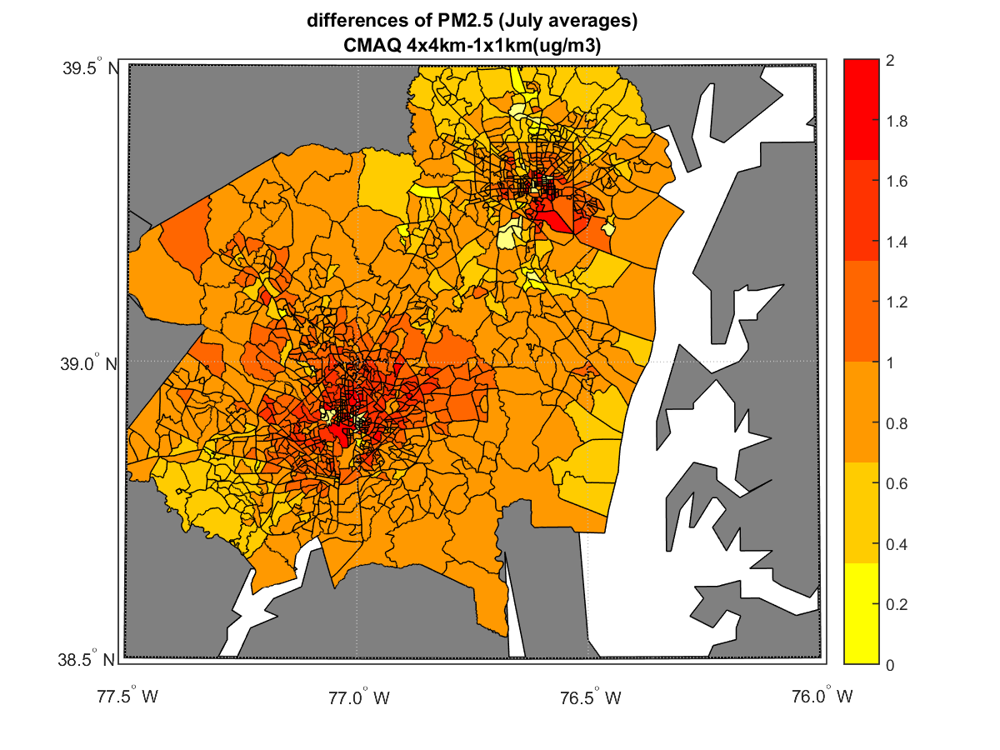 differences of PM2.5 (July averages)
CMAQ 4x4km-1x1km(ug/m3)
39.5° N
39.0° N
38.5° N
77.5° W
77.0° W
76.5° W
76.0° W
2
1.8
1.6
1.4
1.2
1
0.8
0.6
0.4
0.2
0